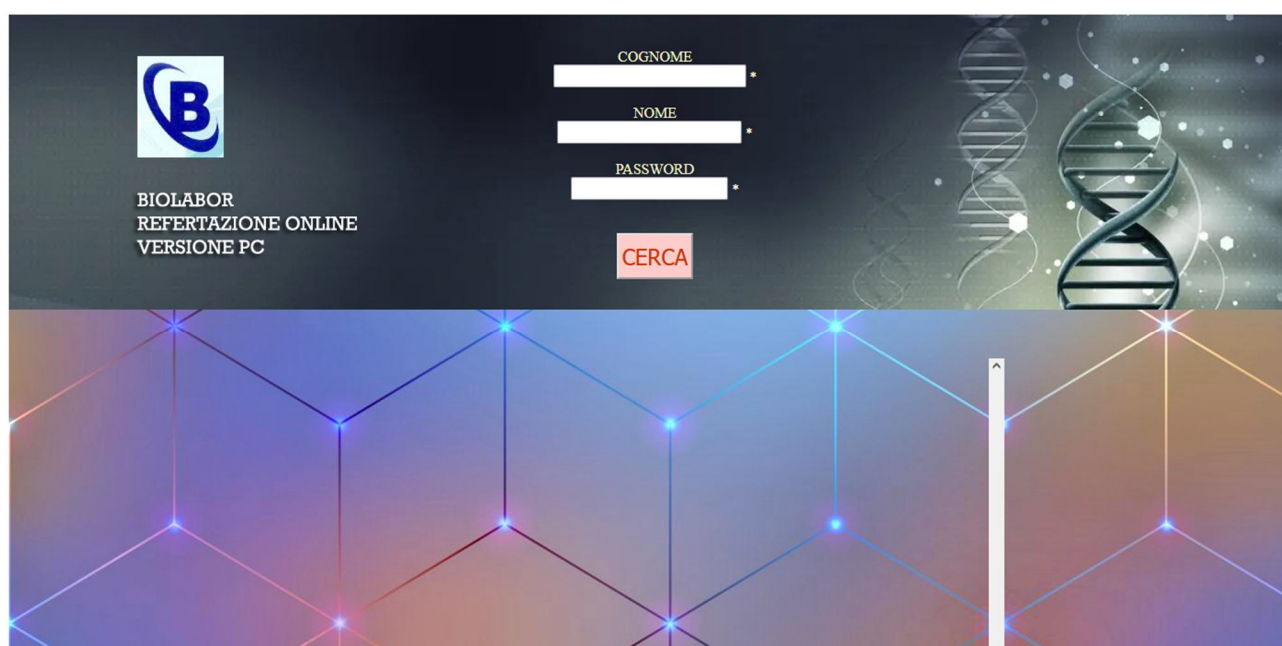 B
BIOLABOR
REFERTAZIONE ONLINE
VERSIONE PC
COGNOME
*
NOME
*
PASSWORD
*
CERCA